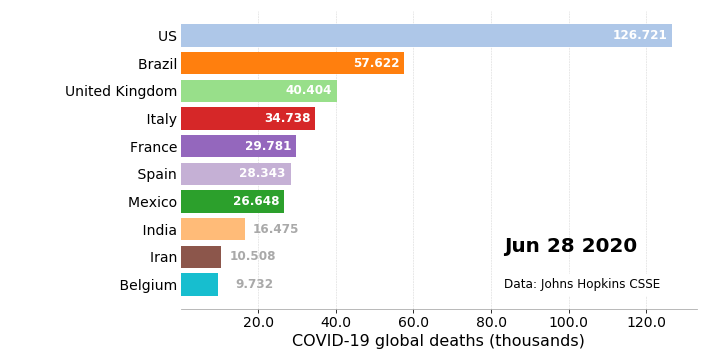 US 126.721
Brazil 57.622
United Kingdom 40.404
Italy 34.738
France 29.781
Spain 28.343
Mexico 26.648
India 16.475
Iran 10.508
Belgium 9.732
Jun 28 2020
Data: Johns Hopkins CSSE
20.0 40.0 60.0 80.0 100.0 120.0
COVID-19 global deaths (thousands)